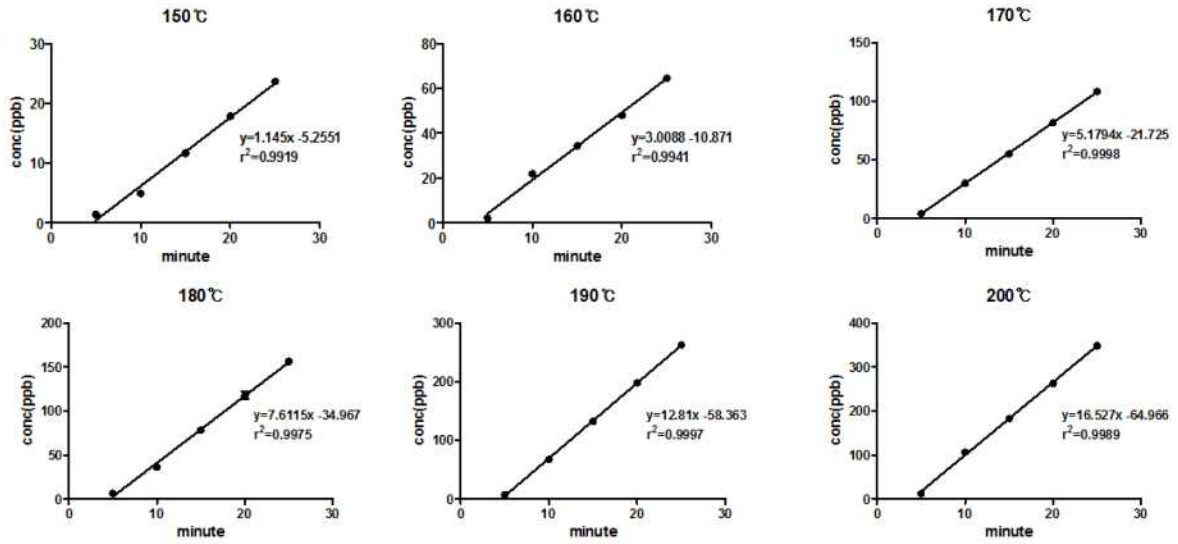 150℃
30
20
10
0
conc(ppb)
y=1.145x -5.2551
r²=0.9919
0 10 20 30
minute
160℃
80
60
40
20
0
conc(ppb)
y=3.0088x -10.871
r²=0.9941
0 10 20 30
minute
170℃
150
100
50
0
conc(ppb)
y=5.1794x -21.725
r²=0.9998
0 10 20 30
minute
180℃
200
150
100
50
0
conc(ppb)
y=7.6115x -34.967
r²=0.9975
0 10 20 30
minute
190℃
300
200
100
0
conc(ppb)
y=12.81x -58.363
r²=0.9997
0 10 20 30
minute
200℃
400
300
200
100
0
conc(ppb)
y=16.527x -64.966
r²=0.9989
0 10 20 30
minute